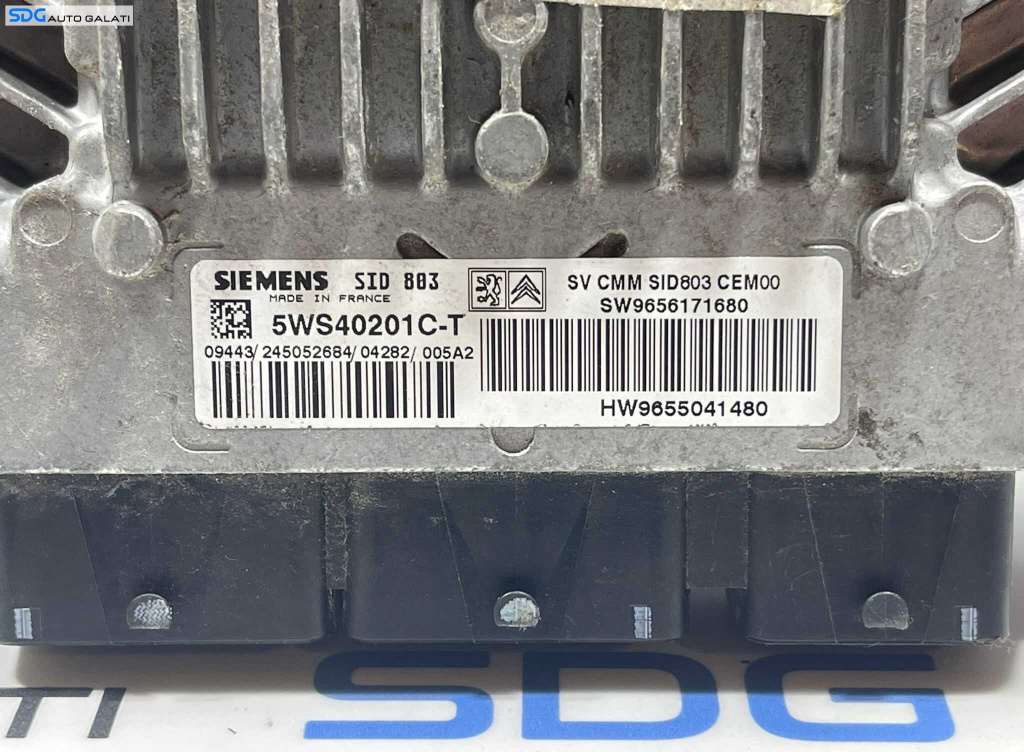 SDG AUTO GALATI
SIEMENS SID 803
MADE IN FRANCE
5WS40201C-T
09443/245052684/04282/005A2
SV CMM SID803 CEM00
SW9656171680
HW9655041480
TI SDG